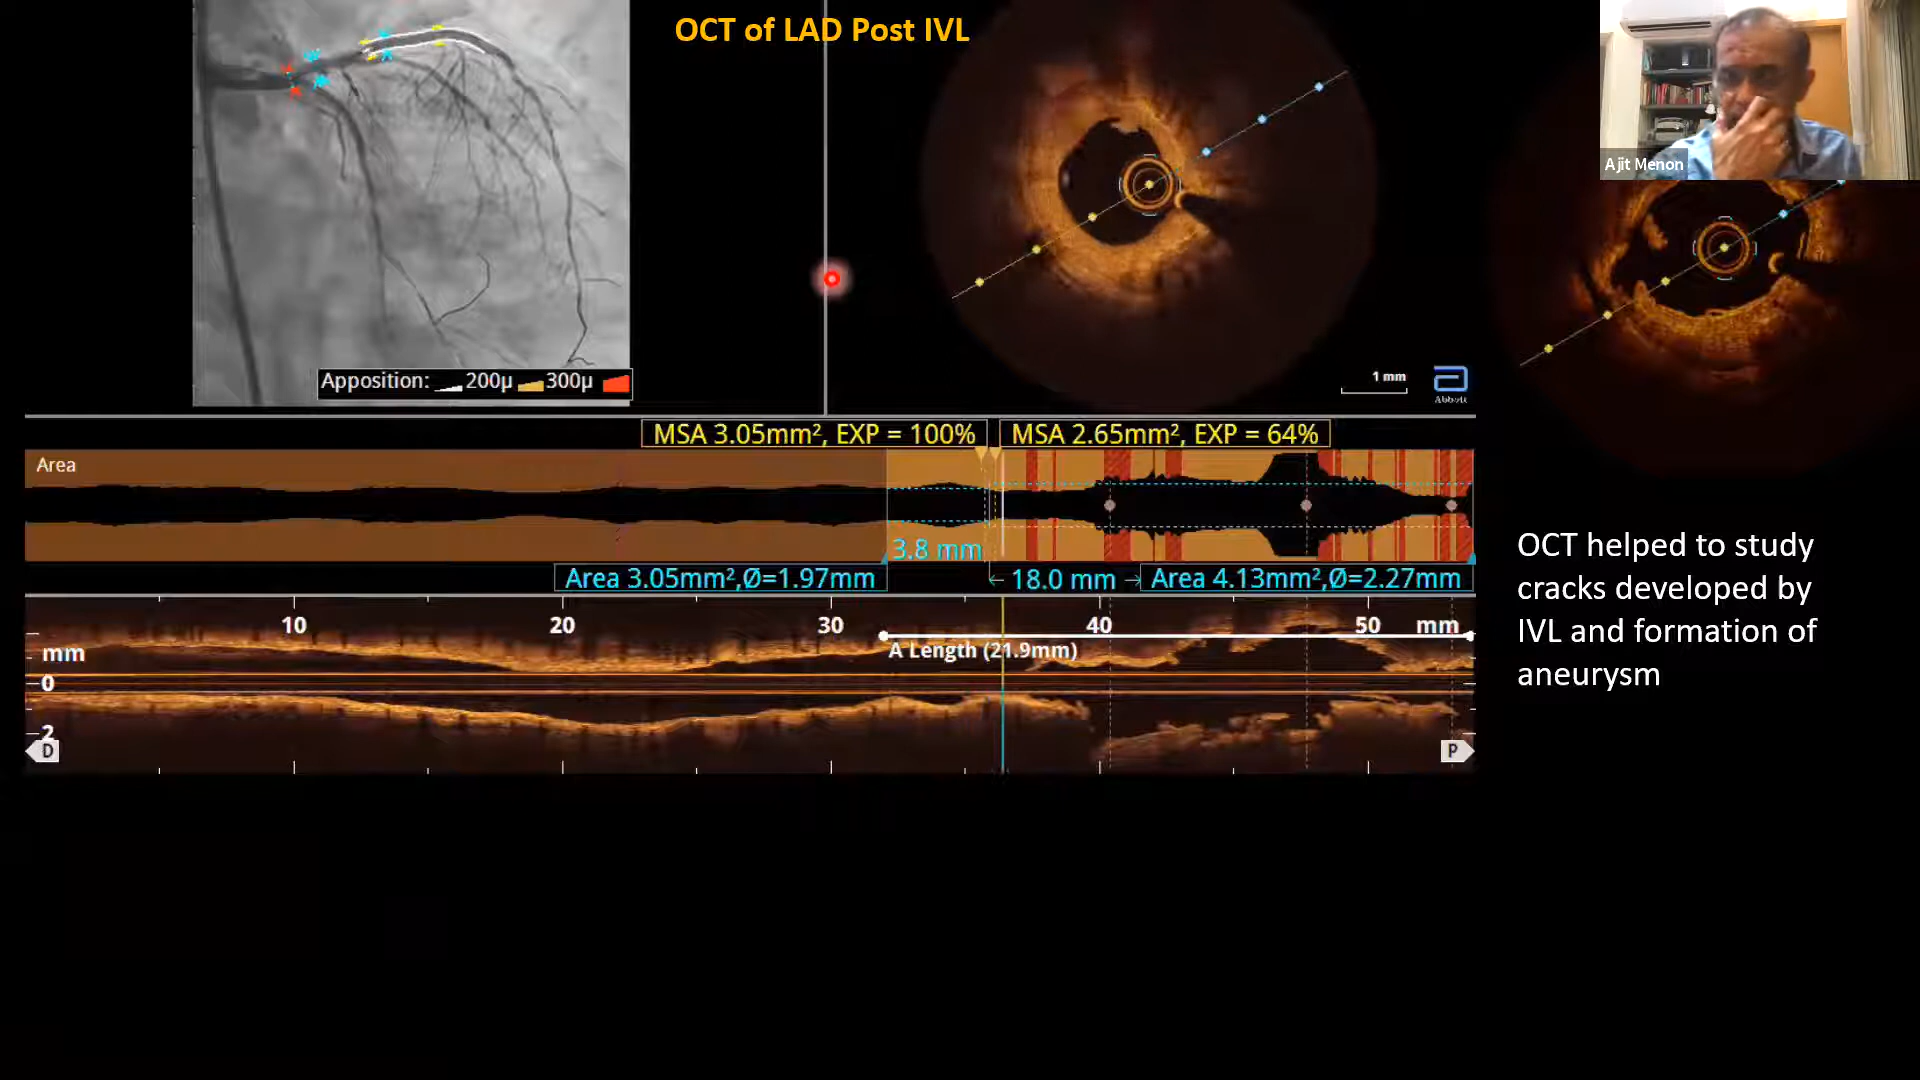 OCT of LAD Post IVL
Ajit Menon
Apposition: 200µ 300µ
1 mm
Abbott
MSA 3.05mm², EXP = 100%
MSA 2.65mm², EXP = 64%
Area
3.8 mm
Area 3.05mm²,Ø=1.97mm
18.0 mm
Area 4.13mm²,Ø=2.27mm
10 20 30 40 50 mm
A Length (21.9mm)
mm
0
2
D
P
OCT helped to study
cracks developed by
IVL and formation of
aneurysm